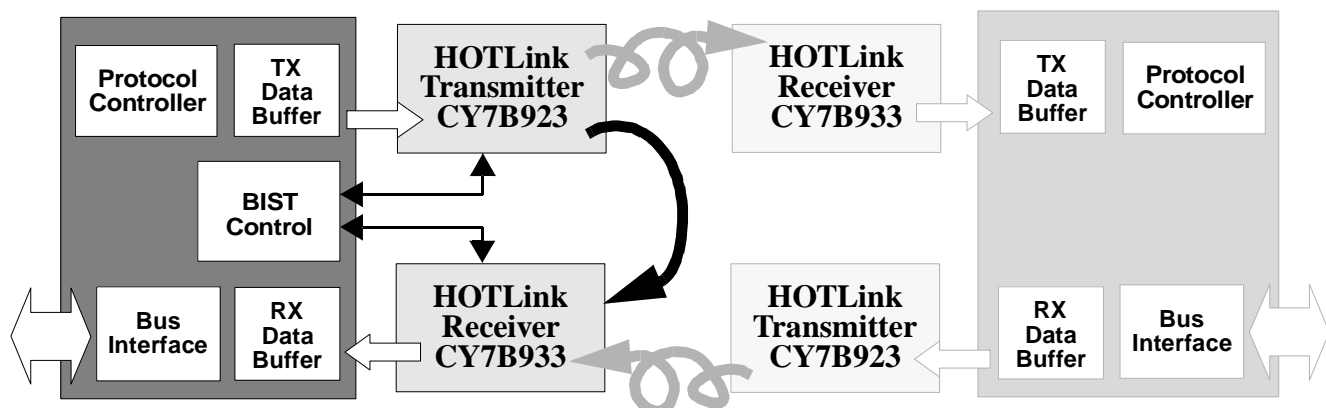 Protocol
Controller
TX
Data
Buffer
HOTLink
Transmitter
CY7B923
HOTLink
Receiver
CY7B933
TX
Data
Buffer
Protocol
Controller
BIST
Control
Bus
Interface
RX
Data
Buffer
HOTLink
Receiver
CY7B933
HOTLink
Transmitter
CY7B923
RX
Data
Buffer
Bus
Interface